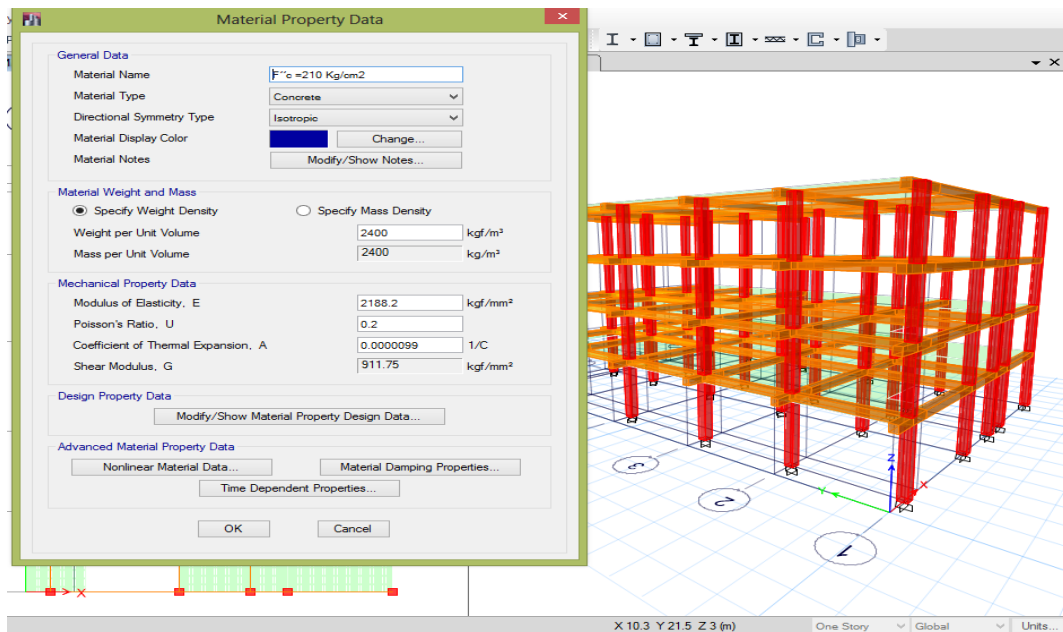 Material Property Data
General Data
Material Name F´´c =210 Kg/cm2
Material Type Concrete
Directional Symmetry Type Isotropic
Material Display Color Change...
Material Notes Modify/Show Notes...
Material Weight and Mass
Specify Weight Density Specify Mass Density
Weight per Unit Volume 2400 kgf/m³
Mass per Unit Volume 2400 kg/m³
Mechanical Property Data
Modulus of Elasticity, E 2188.2 kgf/mm²
Poisson's Ratio, U 0.2
Coefficient of Thermal Expansion, A 0.0000099 1/C
Shear Modulus, G 911.75 kgf/mm²
Design Property Data
Modify/Show Material Property Design Data...
Advanced Material Property Data
Nonlinear Material Data... Material Damping Properties...
Time Dependent Properties...
OK Cancel
Z
Y X
3
2
1
X
X 10.3 Y 21.5 Z 3 (m) One Story Global Units...